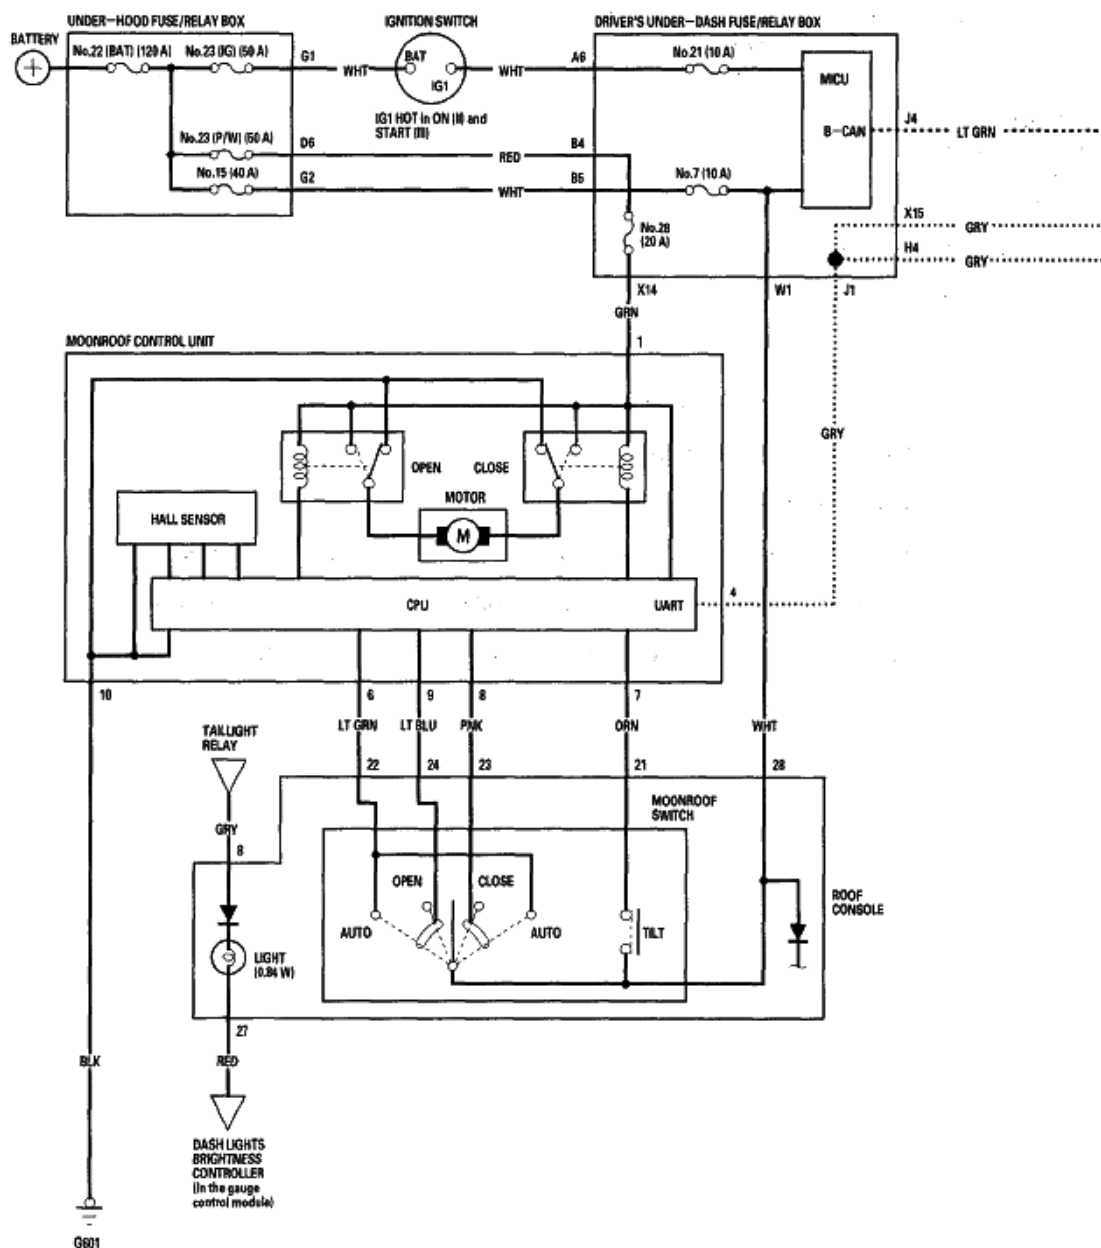 UNDER-HOOD FUSE/RELAY BOX
IGNITION SWITCH
DRIVER'S UNDER-DASH FUSE/RELAY BOX
BATTERY
No.22 (BAT) (120 A)
No.23 (IG) (50 A)
G1
WHT
BAT
IG1
WHT
A6
No.21 (10 A)
MICU
IG1 HOT in ON (II) and
START (III)
B-CAN
J4
LT GRN
No.23 (P/W) (60 A)
D6
RED
B4
No.15 (40 A)
G2
WHT
B5
No.7 (10 A)
No.28
(20 A)
X15
GRY
H4
GRY
X14
W1
J1
GRN
MOONROOF CONTROL UNIT
1
GRY
OPEN
CLOSE
MOTOR
M
HALL SENSOR
CPU
UART
4
10
6
9
8
7
LT GRN
LT BLU
PNK
ORN
WHT
TAILLIGHT
RELAY
22
24
23
21
28
MOONROOF
SWITCH
GRY
8
OPEN
CLOSE
AUTO
AUTO
TILT
ROOF
CONSOLE
LIGHT
(0.84 W)
27
BLK
RED
DASH LIGHTS
BRIGHTNESS
CONTROLLER
(In the gauge
control module)
G601